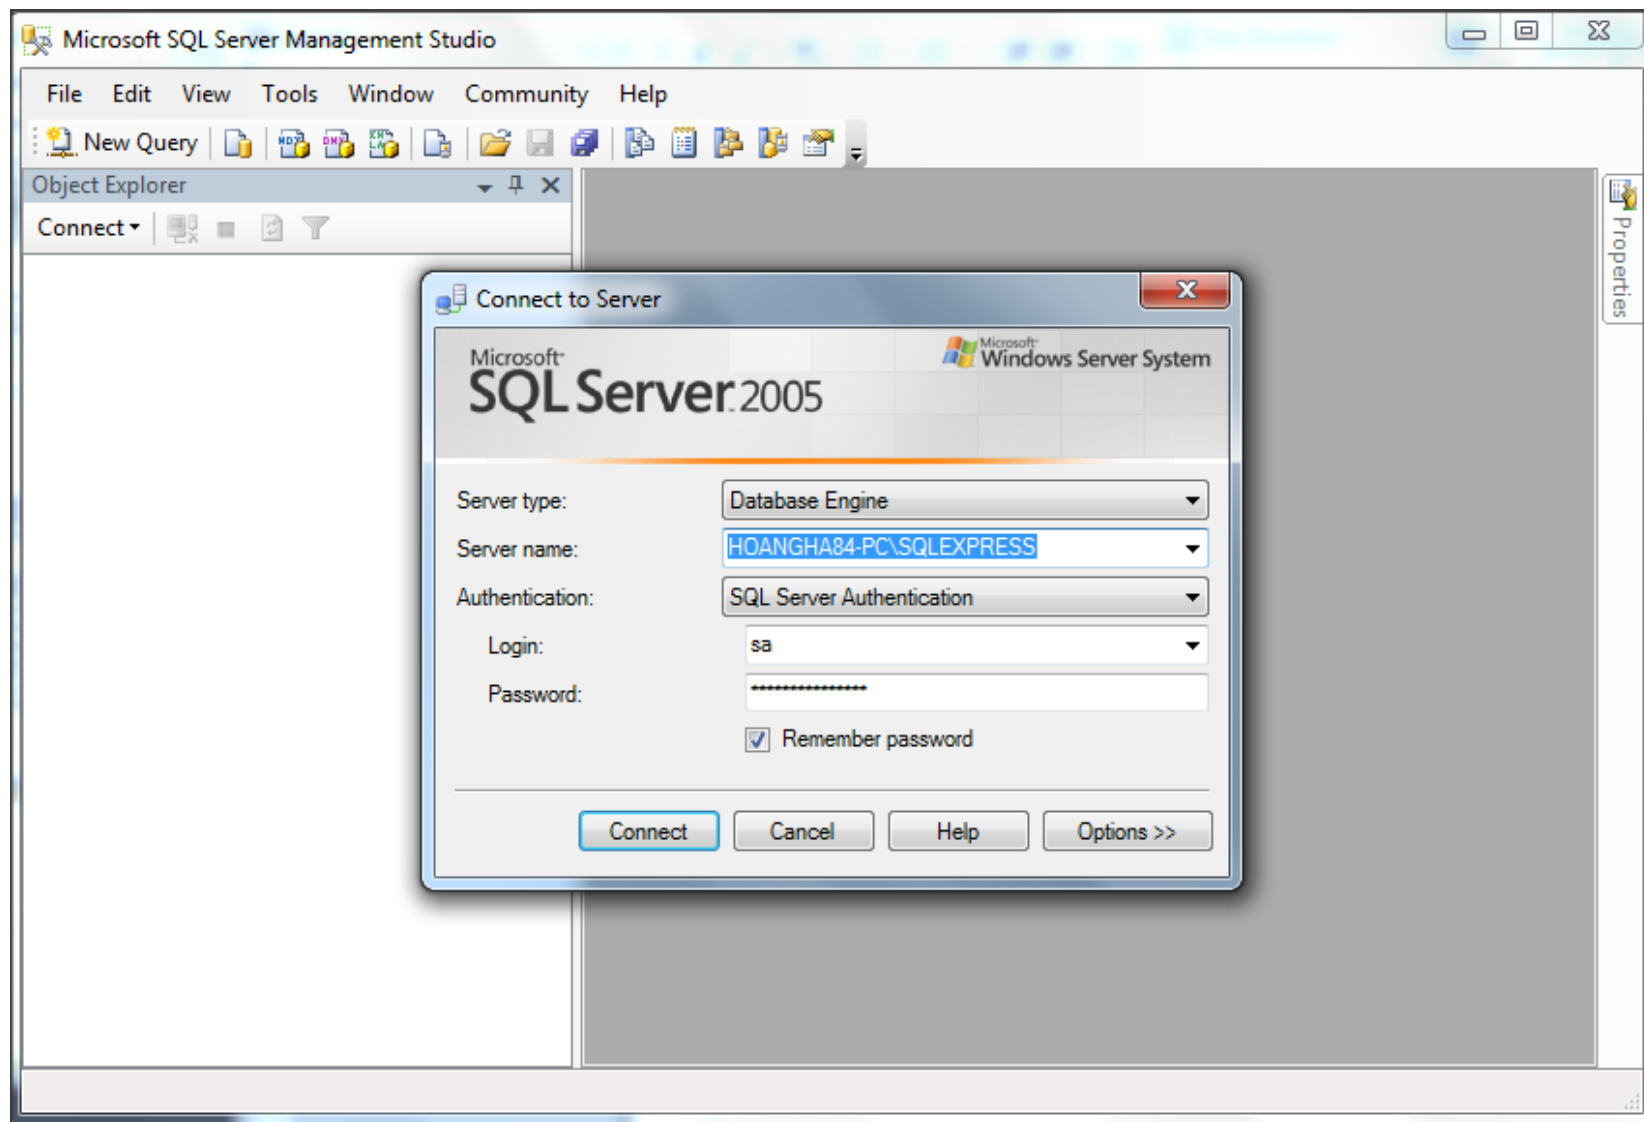 Microsoft SQL Server Management Studio
File Edit View Tools Window Community Help
New Query
Object Explorer
Connect
Properties
Connect to Server
Microsoft
SQL Server 2005
Microsoft
Windows Server System
Server type: Database Engine
Server name: HOANGHA84-PC\SQLEXPRESS
Authentication: SQL Server Authentication
Login: sa
Password: ***************
Remember password
Connect Cancel Help Options >>